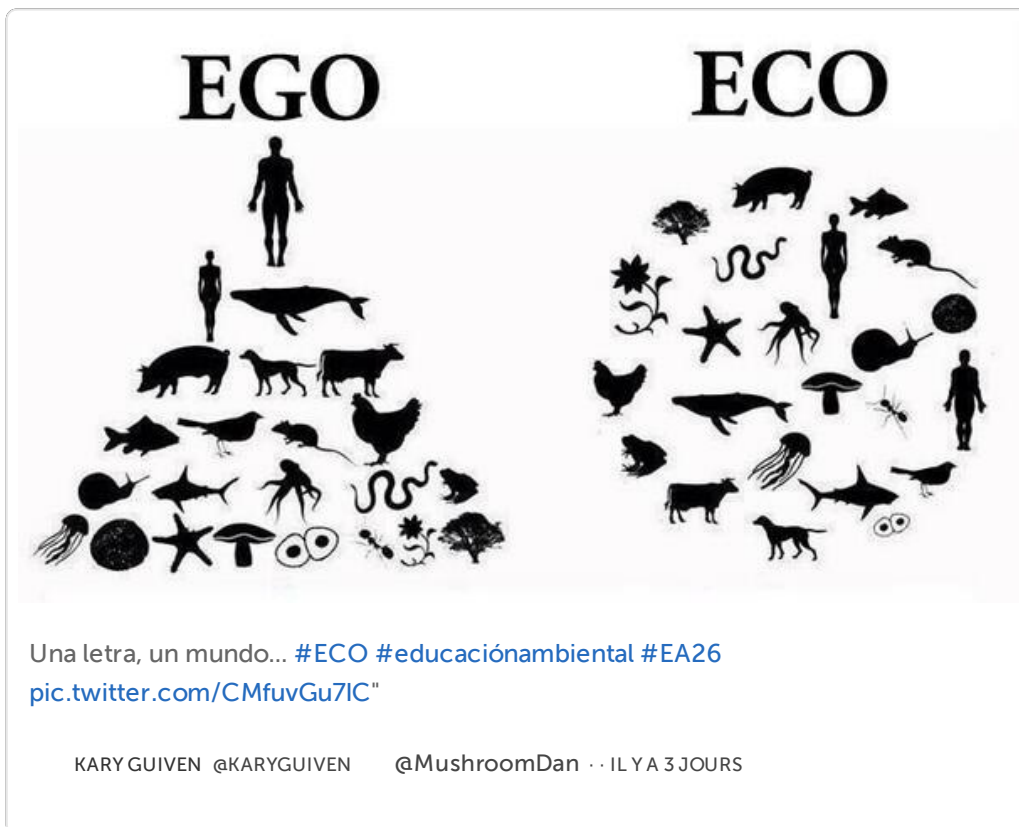 EGO
ECO
Una letra, un mundo... #ECO #educaciónambiental #EA26
pic.twitter.com/CMfuvGu7lC"
KARY GUIVEN @KARYGUIVEN @MushroomDan · · IL Y A 3 JOURS